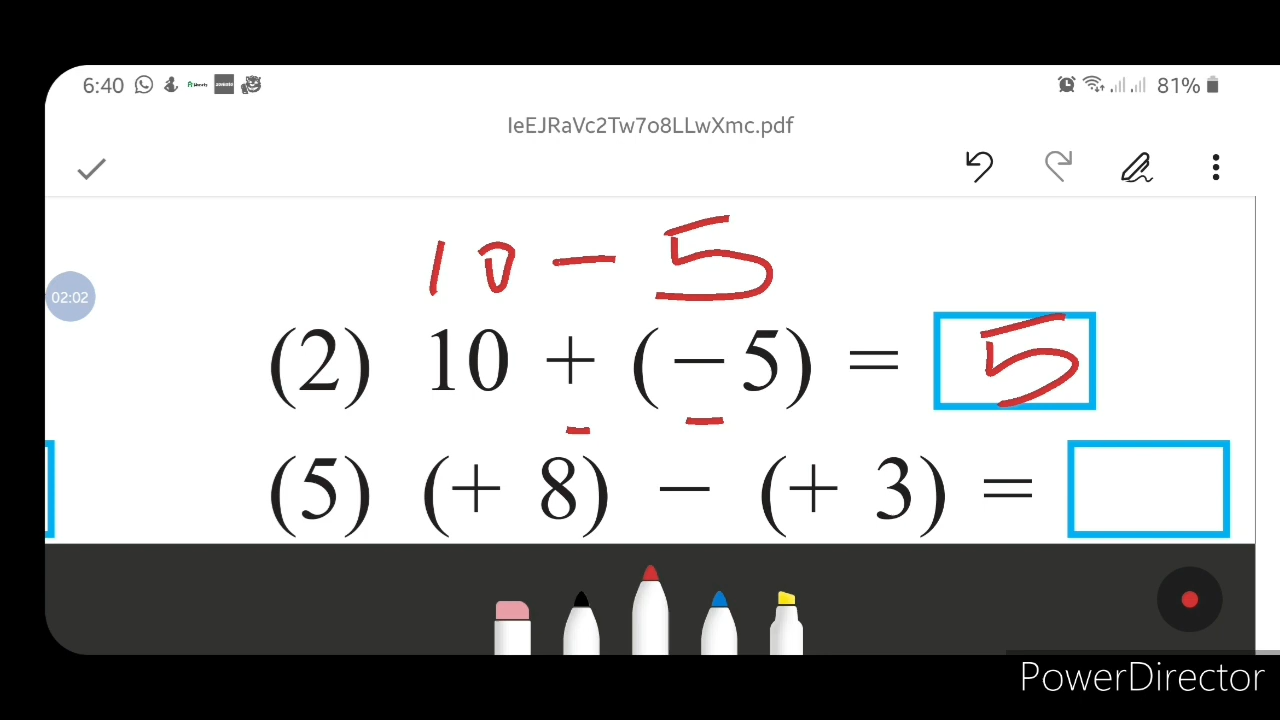 6:40 81%
IeEJRaVc2Tw7o8LLwXmc.pdf
10 - 5
02:02
(2) 10 + (− 5) = 5
(5) (+ 8) − (+ 3) =
PowerDirector